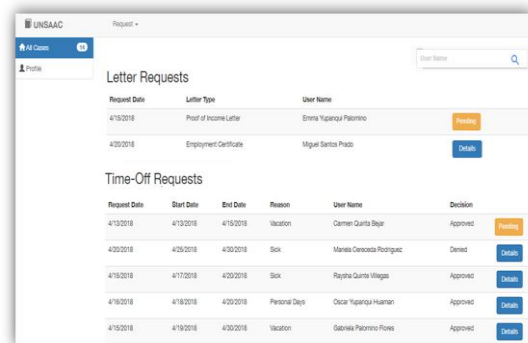 UNSAAC Request
All Cases 14
User Name
Profile
Letter Requests
Request Date Letter Type User Name
4/15/2018 Proof of Income Letter Emma Yupanqui Palomino Pending
4/20/2018 Employment Certificate Miguel Santos Prado Details
Time-Off Requests
Request Date Start Date End Date Reason User Name Decision
4/13/2018 4/13/2018 4/15/2018 Vacation Carmen Quirita Bejar Approved Pending
4/20/2018 4/25/2018 4/30/2018 Sick Mariela Cereceda Rodriguez Denied Details
4/15/2018 4/17/2018 4/20/2018 Sick Raysha Quinte Villegas Approved Details
4/16/2018 4/18/2018 4/20/2018 Personal Days Oscar Yupanqui Huaman Approved Details
4/15/2018 4/19/2018 4/30/2018 Vacation Gabriela Palomino Flores Approved Details